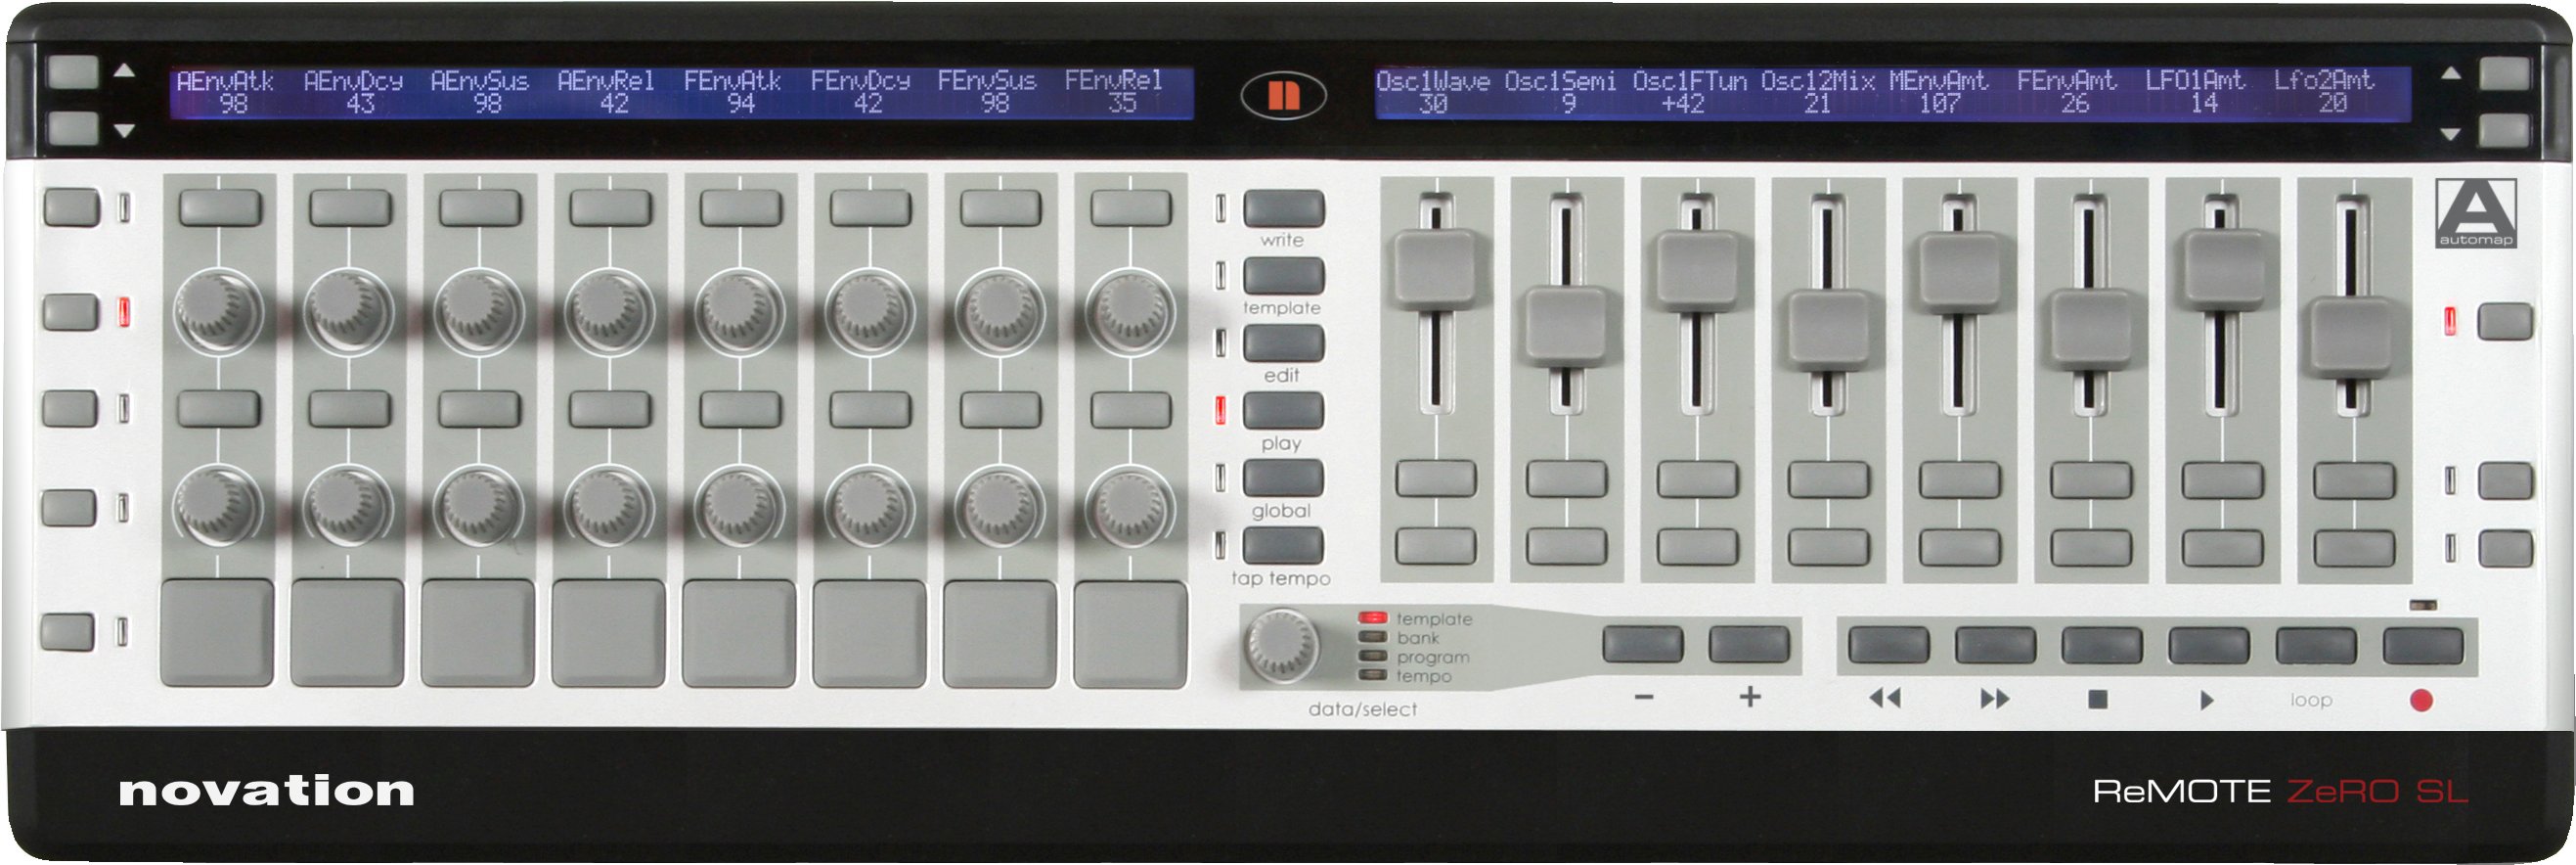 AEnvAtk AEnvDcy AEnvSus AEnvRel FEnvAtk FEnvDcy FEnvSus FEnvRel
98 43 98 42 94 42 98 35
Osc1Wave Osc1Semi Osc1FTun Osc12Mix MEnvAmt FEnvAmt LFO1Amt Lfo2Amt
30 9 +42 21 107 26 14 20
A
automap
write
template
edit
play
global
tap tempo
template
bank
program
tempo
data/select
- +
loop
novation
ReMOTE ZeRO SL